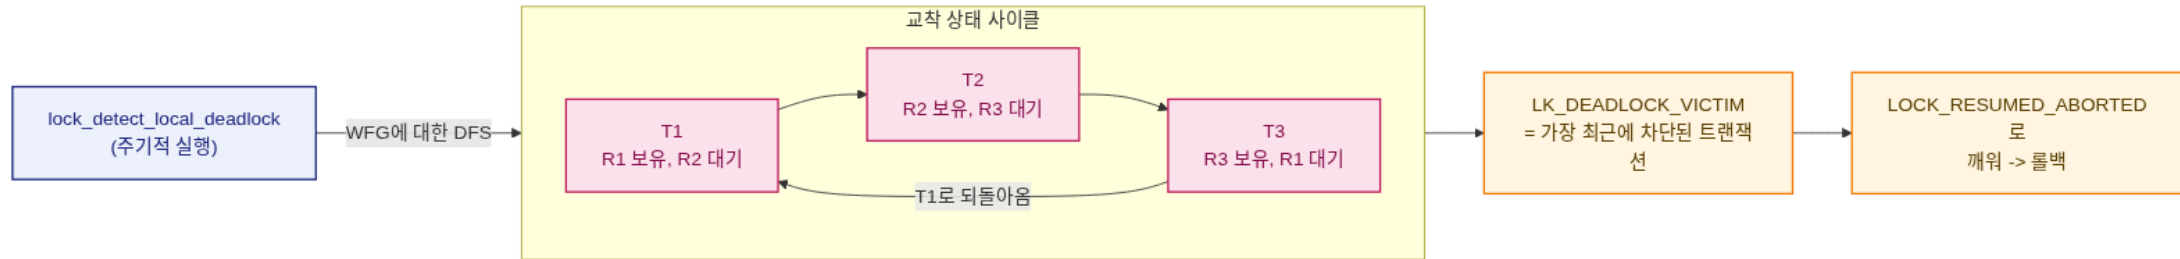 교착 상태 사이클
lock_detect_local_deadlock
(주기적 실행)
WFG에 대한 DFS
T1
R1 보유, R2 대기
T2
R2 보유, R3 대기
T3
R3 보유, R1 대기
T1로 되돌아옴
LK_DEADLOCK_VICTIM
= 가장 최근에 차단된 트랜잭
션
LOCK_RESUMED_ABORTED
로
깨워 -> 롤백